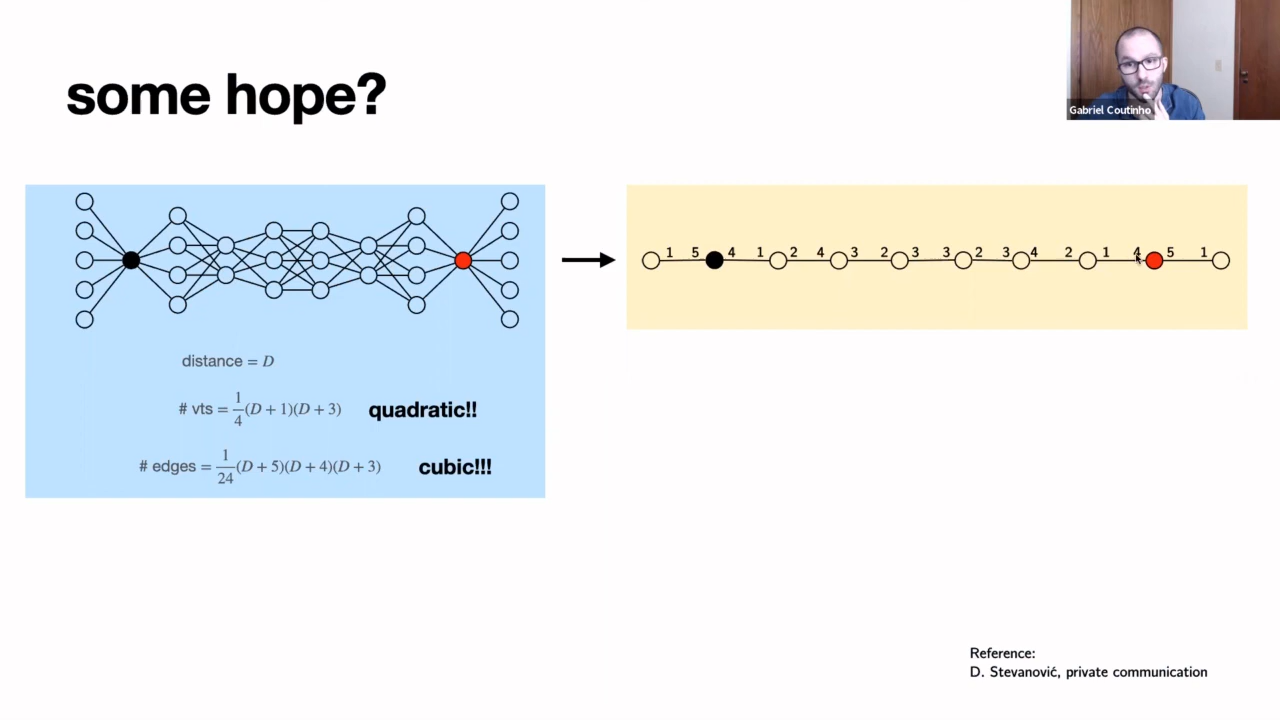 some hope?
Gabriel Coutinho
1 5 4 1 2 4 3 2 3 3 2 3 4 2 1 4 5 1
distance = D
# vts = 1/4 (D + 1)(D + 3) quadratic!!
# edges = 1/24 (D + 5)(D + 4)(D + 3) cubic!!!
Reference:
D. Stevanović, private communication